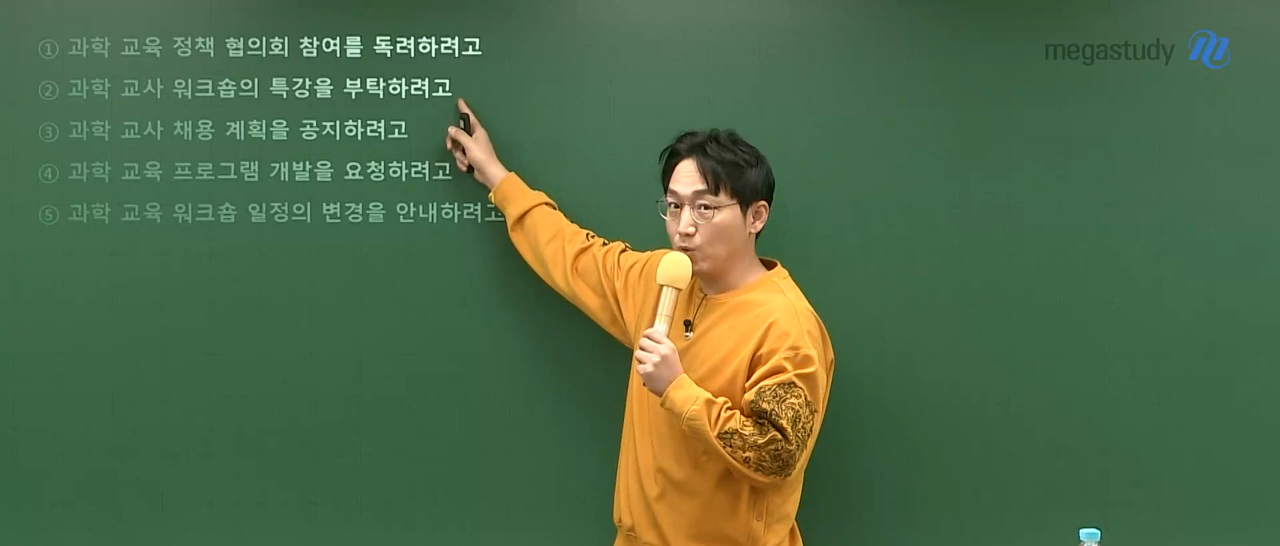 ① 과학 교육 정책 협의회 참여를 독려하려고
② 과학 교사 워크숍의 특강을 부탁하려고
③ 과학 교사 채용 계획을 공지하려고
④ 과학 교육 프로그램 개발을 요청하려고
⑤ 과학 교육 워크숍 일정의 변경을 안내하려고
megastudy